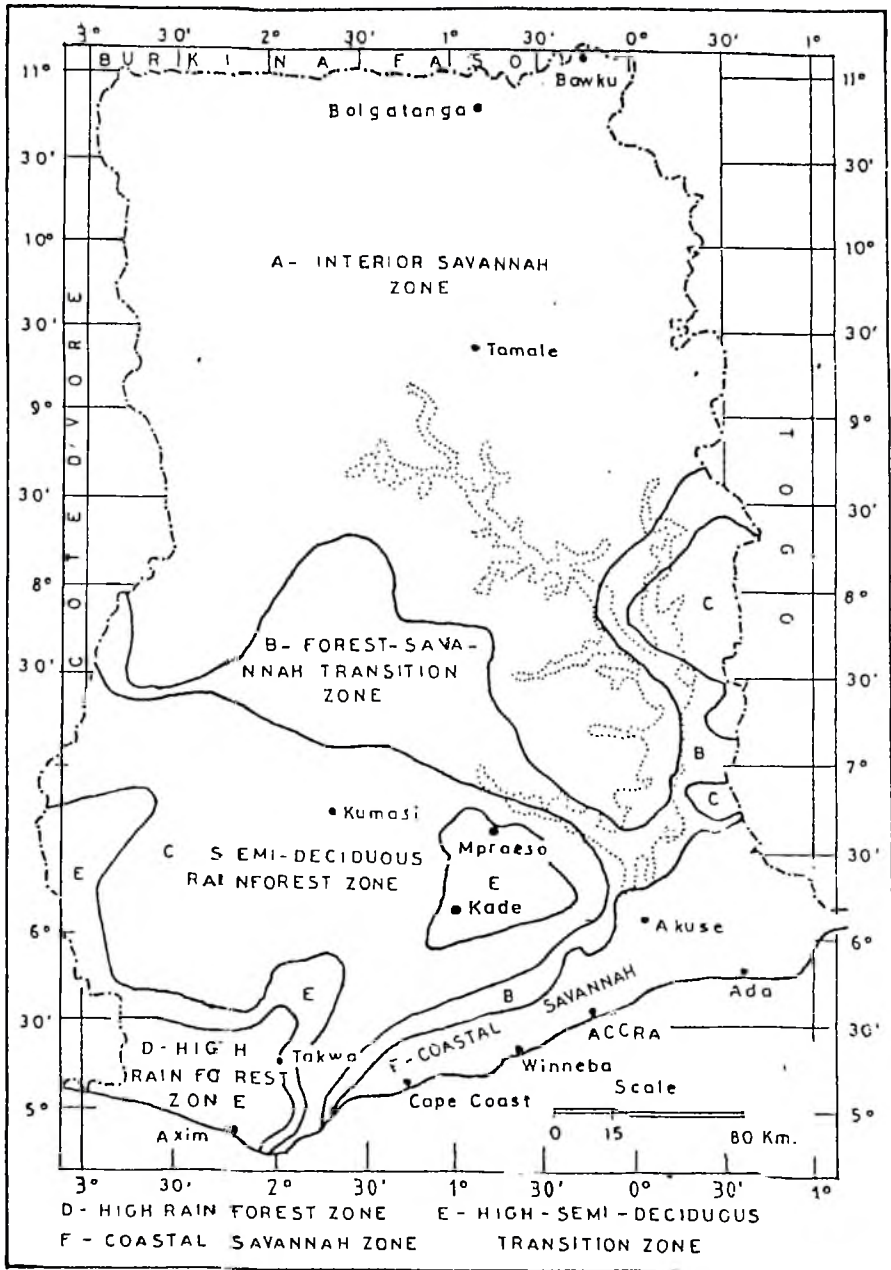 3° 30' 2° 30' 1° 30' 0° 30' 1°
BURKINA FASO
11° 11°
Bawku
Bolgatanga
30' 30'
10° 10°
A- INTERIOR SAVANNAH
ZONE
30' 30'
Tamale
COTE D'VORE
TOGO
9° 9°
30' 30'
8° 8°
C
B- FOREST-SAVA-
NNAH TRANSITION
ZONE
30' 30'
B
7° 7°
C
Kumasi
Mpraeso
C SEMI-DECIDUOUS
RAINFOREST ZONE
E
E
Kade
30'
Akuse
6° 6°
E
B
Ada
F-COASTAL SAVANNAH
30' 30'
ACCRA
D-HIGH
RAIN FOREST
ZONE
Takwa
Winneba
Cape Coast
Scale
0 15 80 Km.
5° 5°
Axim
3° 30' 2° 30' 1° 30' 0° 30' 1°
D-HIGH RAIN FOREST ZONE E-HIGH-SEMI-DECIDUOUS
F-COASTAL SAVANNAH ZONE TRANSITION ZONE